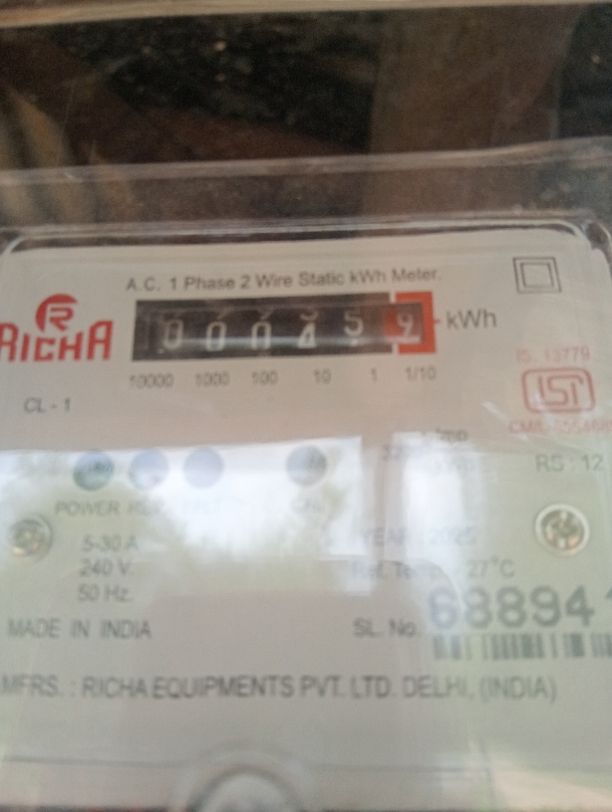 A.C. 1 Phase 2 Wire Static kWh Meter.
RICHA
0 0 0 4 5 9 kWh
10000 1000 100 10 1 1/10
IS. 13779
ISI
CL - 1
RS : 12
POWER
5-30 A
240 V.
50 Hz.
YEAR : 2025
Ref. Temp. 27°C
MADE IN INDIA
SL. No. 68894
MFRS. : RICHA EQUIPMENTS PVT. LTD. DELHI, (INDIA)